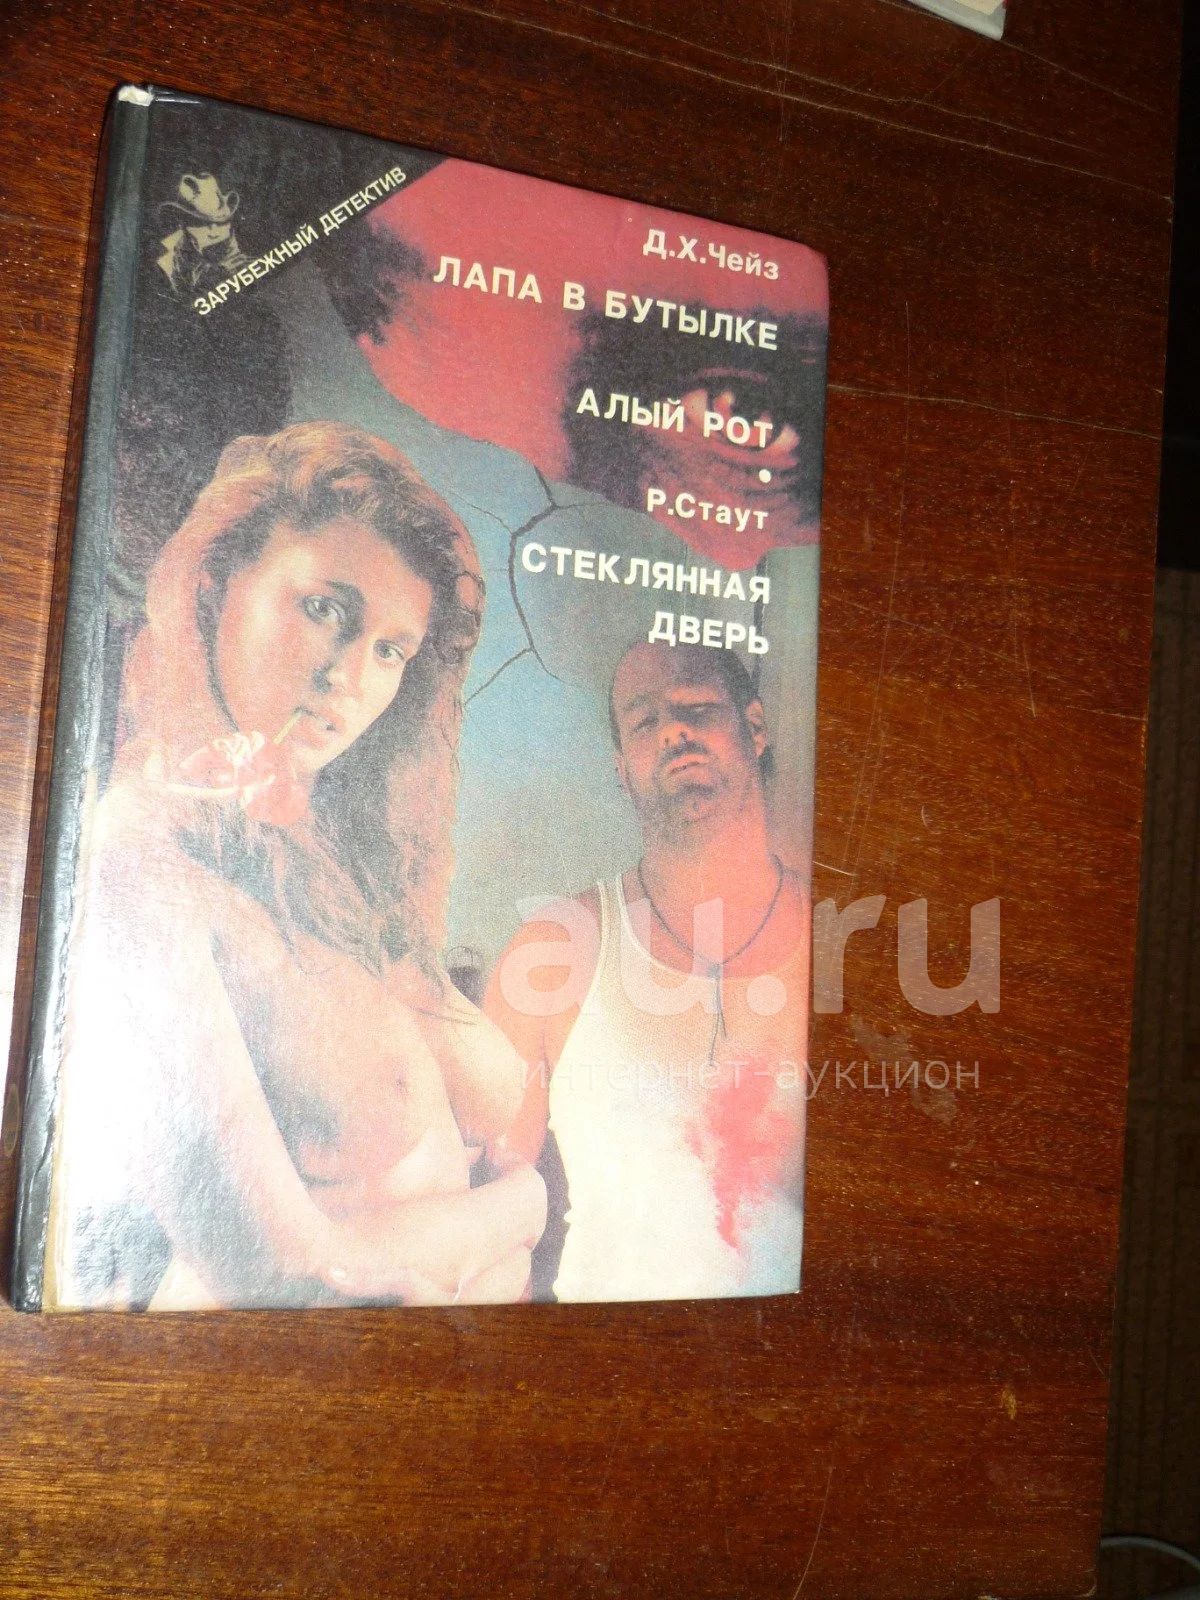 ЗАРУБЕЖНЫЙ ДЕТЕКТИВ
Д.Х.Чейз
ЛАПА В БУТЫЛКЕ
АЛЫЙ РОТ
•
Р.Стаут
СТЕКЛЯННАЯ
ДВЕРЬ
au.ru
интернет-аукцион